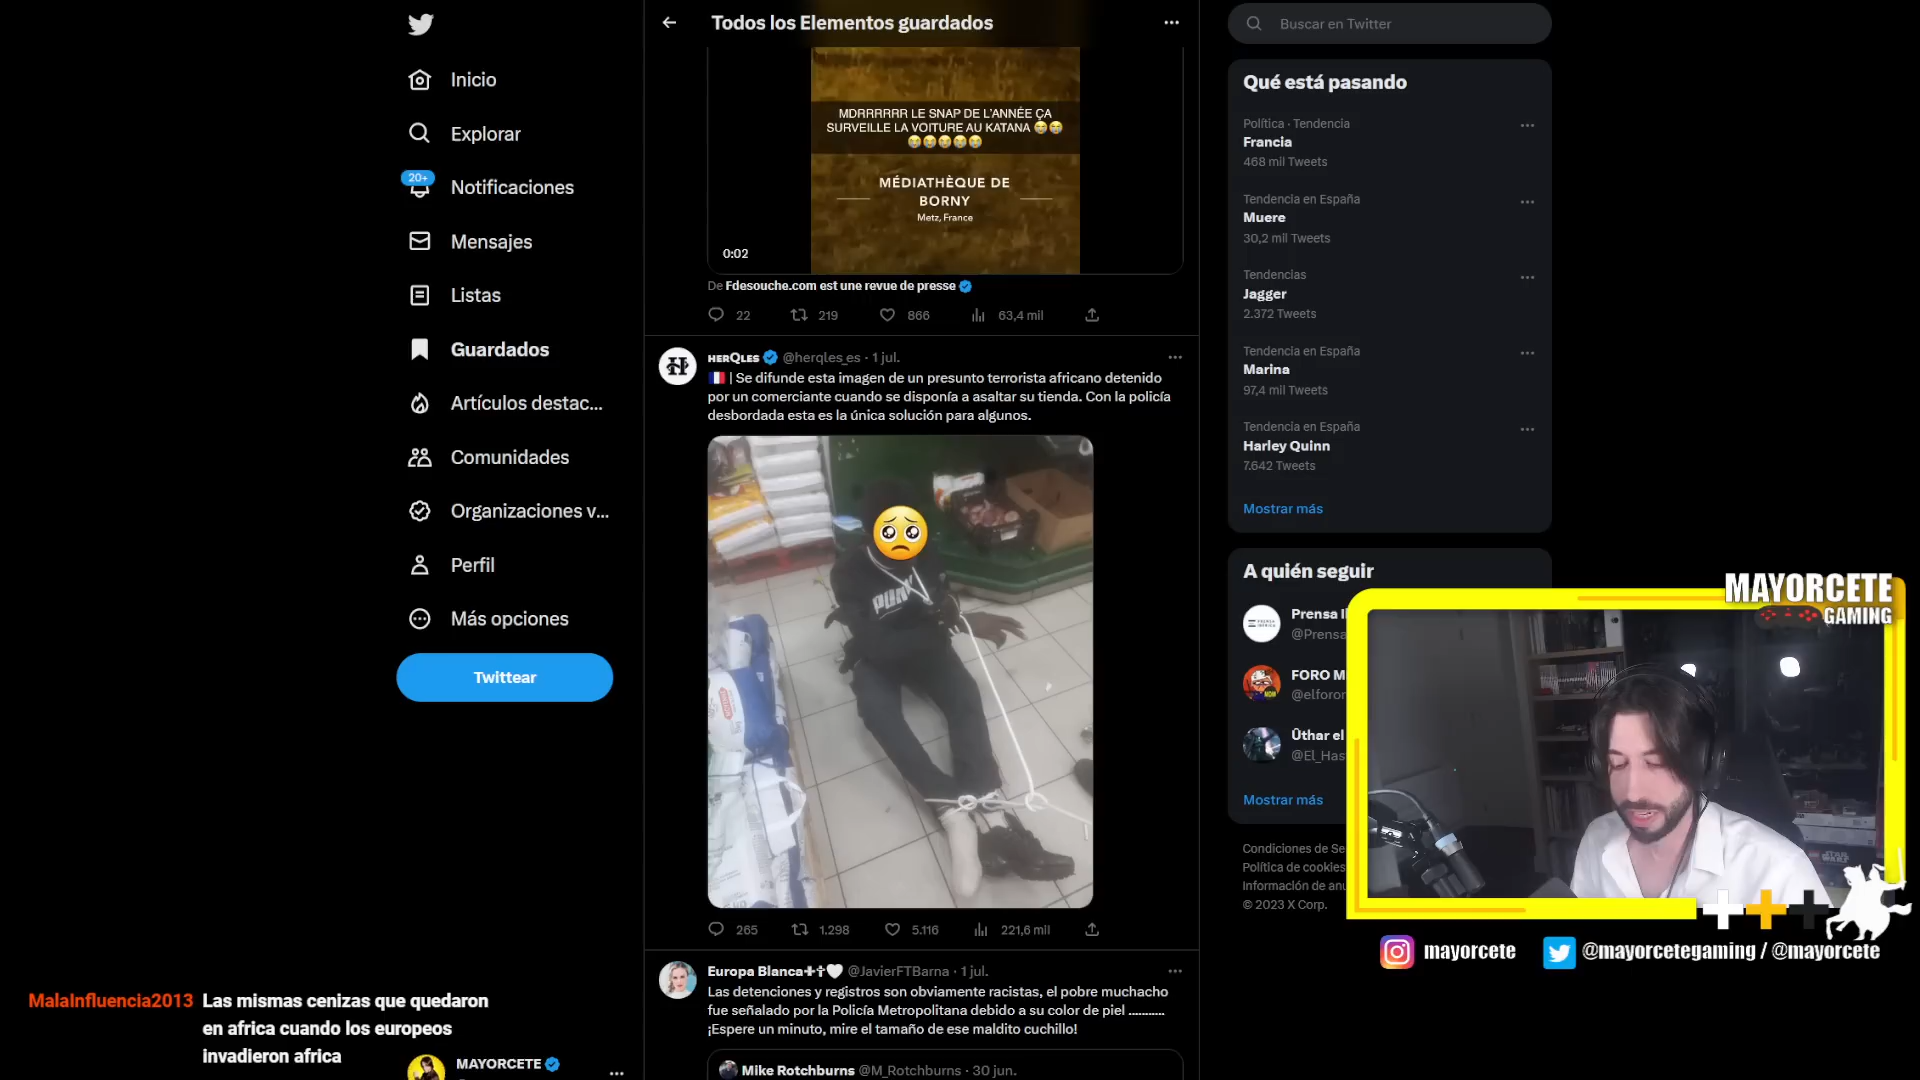 Inicio
Explorar
20+
Notificaciones
Mensajes
Listas
Guardados
Artículos destac...
Comunidades
Organizaciones v...
Perfil
Más opciones
Twittear
MalaInfluencia2013 Las mismas cenizas que quedaron
en africa cuando los europeos
invadieron africa
MAYORCETE
Todos los Elementos guardados
MDRRRRRR LE SNAP DE L'ANNÉE ÇA
SURVEILLE LA VOITURE AU KATANA 😭😭
😭😭😭😭😭
MÉDIATHÈQUE DE
BORNY
Metz, France
0:02
De Fdesouche.com est une revue de presse
22 219 866 63,4 mil
HERQLES @herqles_es · 1 jul.
🇫🇷 | Se difunde esta imagen de un presunto terrorista africano detenido
por un comerciante cuando se disponía a asaltar su tienda. Con la policía
desbordada esta es la única solución para algunos.
265 1.298 5.116 221,6 mil
Europa Blanca✚✝🤍 @JavierFTBarna · 1 jul.
Las detenciones y registros son obviamente racistas, el pobre muchacho
fue señalado por la Policía Metropolitana debido a su color de piel ...........
¡Espere un minuto, mire el tamaño de ese maldito cuchillo!
Mike Rotchburns @M_Rotchburns · 30 jun.
Buscar en Twitter
Qué está pasando
Política · Tendencia
Francia
468 mil Tweets
Tendencia en España
Muere
30,2 mil Tweets
Tendencias
Jagger
2.372 Tweets
Tendencia en España
Marina
97,4 mil Tweets
Tendencia en España
Harley Quinn
7.642 Tweets
Mostrar más
A quién seguir
Prensa I
@Prensa
FORO M
@eloror
Ûthar el
@El_Has
Mostrar más
Condiciones de Se
Política de cookies
Información de anu
© 2023 X Corp.
MAYORCETE
GAMING
STAR
WARS
mayorcete
@mayorcetegaming / @mayorcete